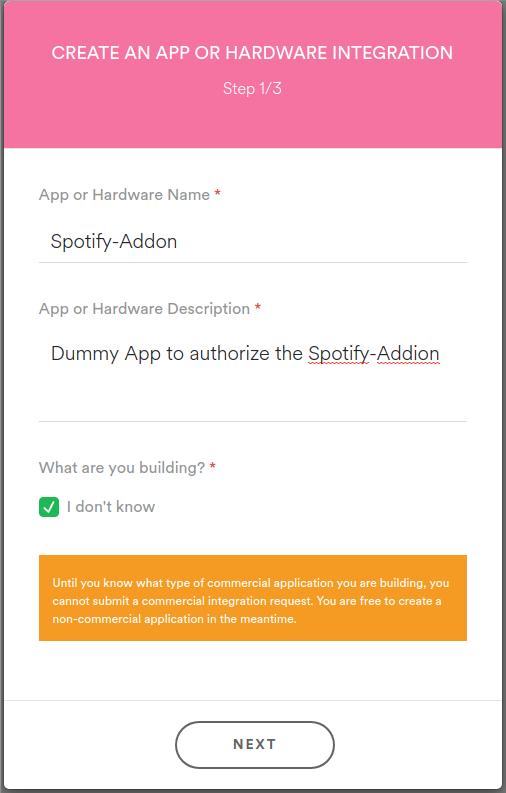 CREATE AN APP OR HARDWARE INTEGRATION
Step 1/3
App or Hardware Name *
Spotify-Addon
App or Hardware Description *
Dummy App to authorize the Spotify-Addion
What are you building? *
I don't know
Until you know what type of commercial application you are building, you
cannot submit a commercial integration request. You are free to create a
non-commercial application in the meantime.
NEXT